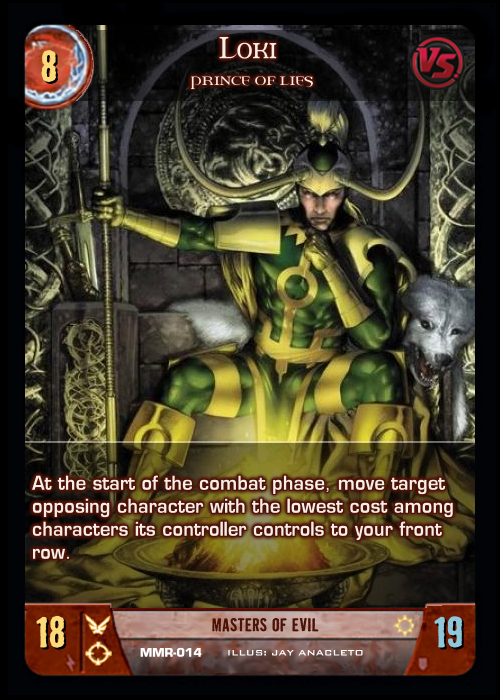 8
Loki
VS.
PRINCE OF LIES
At the start of the combat phase, move target
opposing character with the lowest cost among
characters its controller controls to your front
row.
18
MASTERS OF EVIL
19
MMR-014 ILLUS: JAY ANACLETO